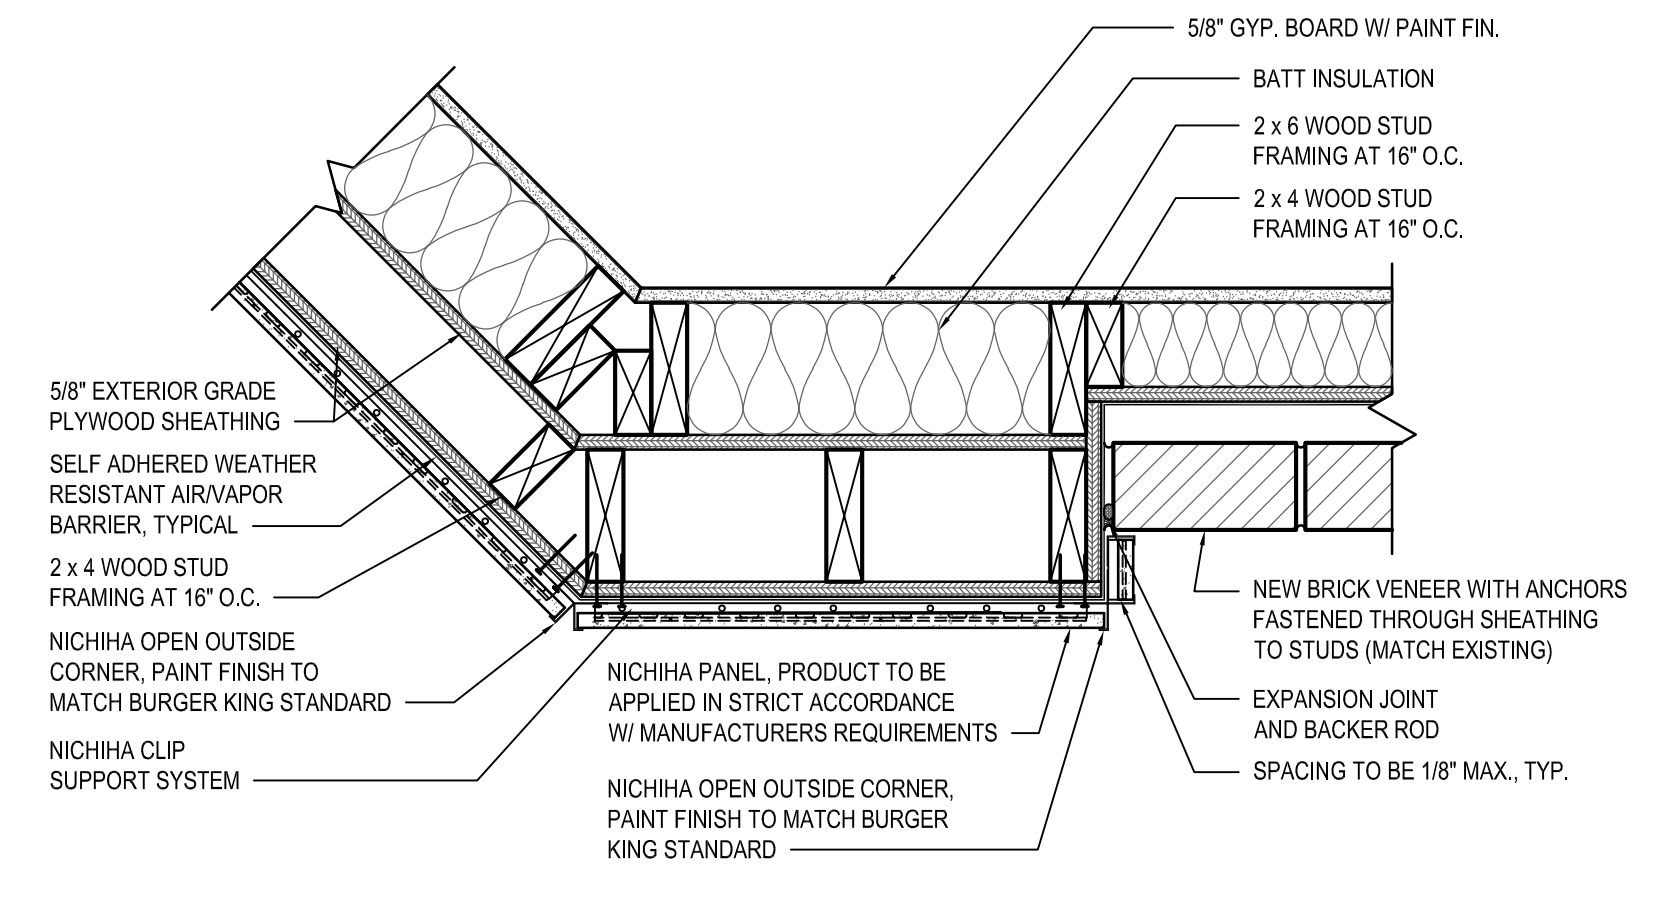 5/8" GYP. BOARD W/ PAINT FIN.
BATT INSULATION
2 x 6 WOOD STUD
FRAMING AT 16" O.C.
2 x 4 WOOD STUD
FRAMING AT 16" O.C.
5/8" EXTERIOR GRADE
PLYWOOD SHEATHING
SELF ADHERED WEATHER
RESISTANT AIR/VAPOR
BARRIER, TYPICAL
2 x 4 WOOD STUD
FRAMING AT 16" O.C.
NICHIHA OPEN OUTSIDE
CORNER, PAINT FINISH TO
MATCH BURGER KING STANDARD
NICHIHA CLIP
SUPPORT SYSTEM
NICHIHA PANEL, PRODUCT TO BE
APPLIED IN STRICT ACCORDANCE
W/ MANUFACTURERS REQUIREMENTS
NICHIHA OPEN OUTSIDE CORNER,
PAINT FINISH TO MATCH BURGER
KING STANDARD
NEW BRICK VENEER WITH ANCHORS
FASTENED THROUGH SHEATHING
TO STUDS (MATCH EXISTING)
EXPANSION JOINT
AND BACKER ROD
SPACING TO BE 1/8" MAX., TYP.